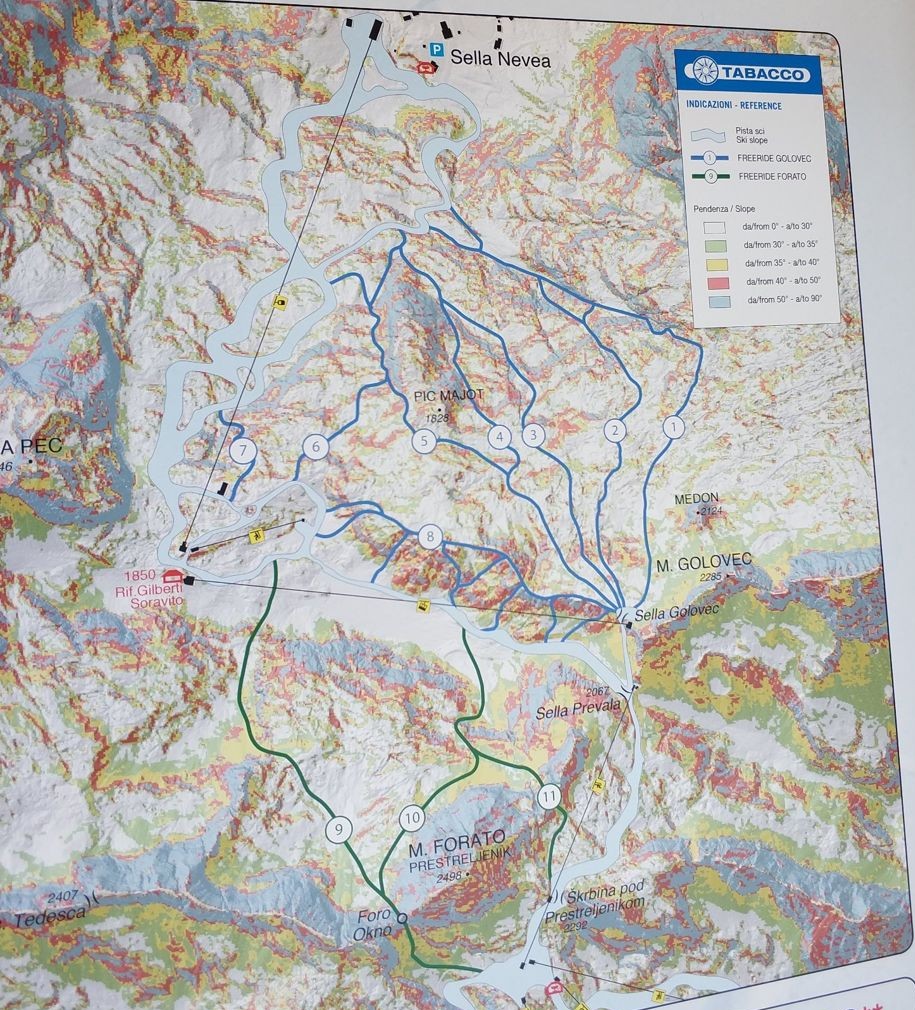 P
Sella Nevea
TABACCO
INDICAZIONI - REFERENCE
Pista sci
Ski slope
1
FREERIDE GOLOVEC
9
FREERIDE FORATO
Pendenza / Slope
da/from 0° - a/to 30°
da/from 30° - a/to 35°
da/from 35° - a/to 40°
da/from 40° - a/to 50°
da/from 50° - a/to 90°
PIC MAJOT
1828
A PEC
46
7
6
5
4
3
2
1
MEDON
2124
8
M. GOLOVEC
2285
1850
Rif.Gilberti
Soravito
Sella Golovec
2067
Sella Prevala
11
10
9
M. FORATO
PRESTRELJENIK
2498
2407
Tedesca
Foro
Okno
Škrbina pod
Prestreljenikom
2292